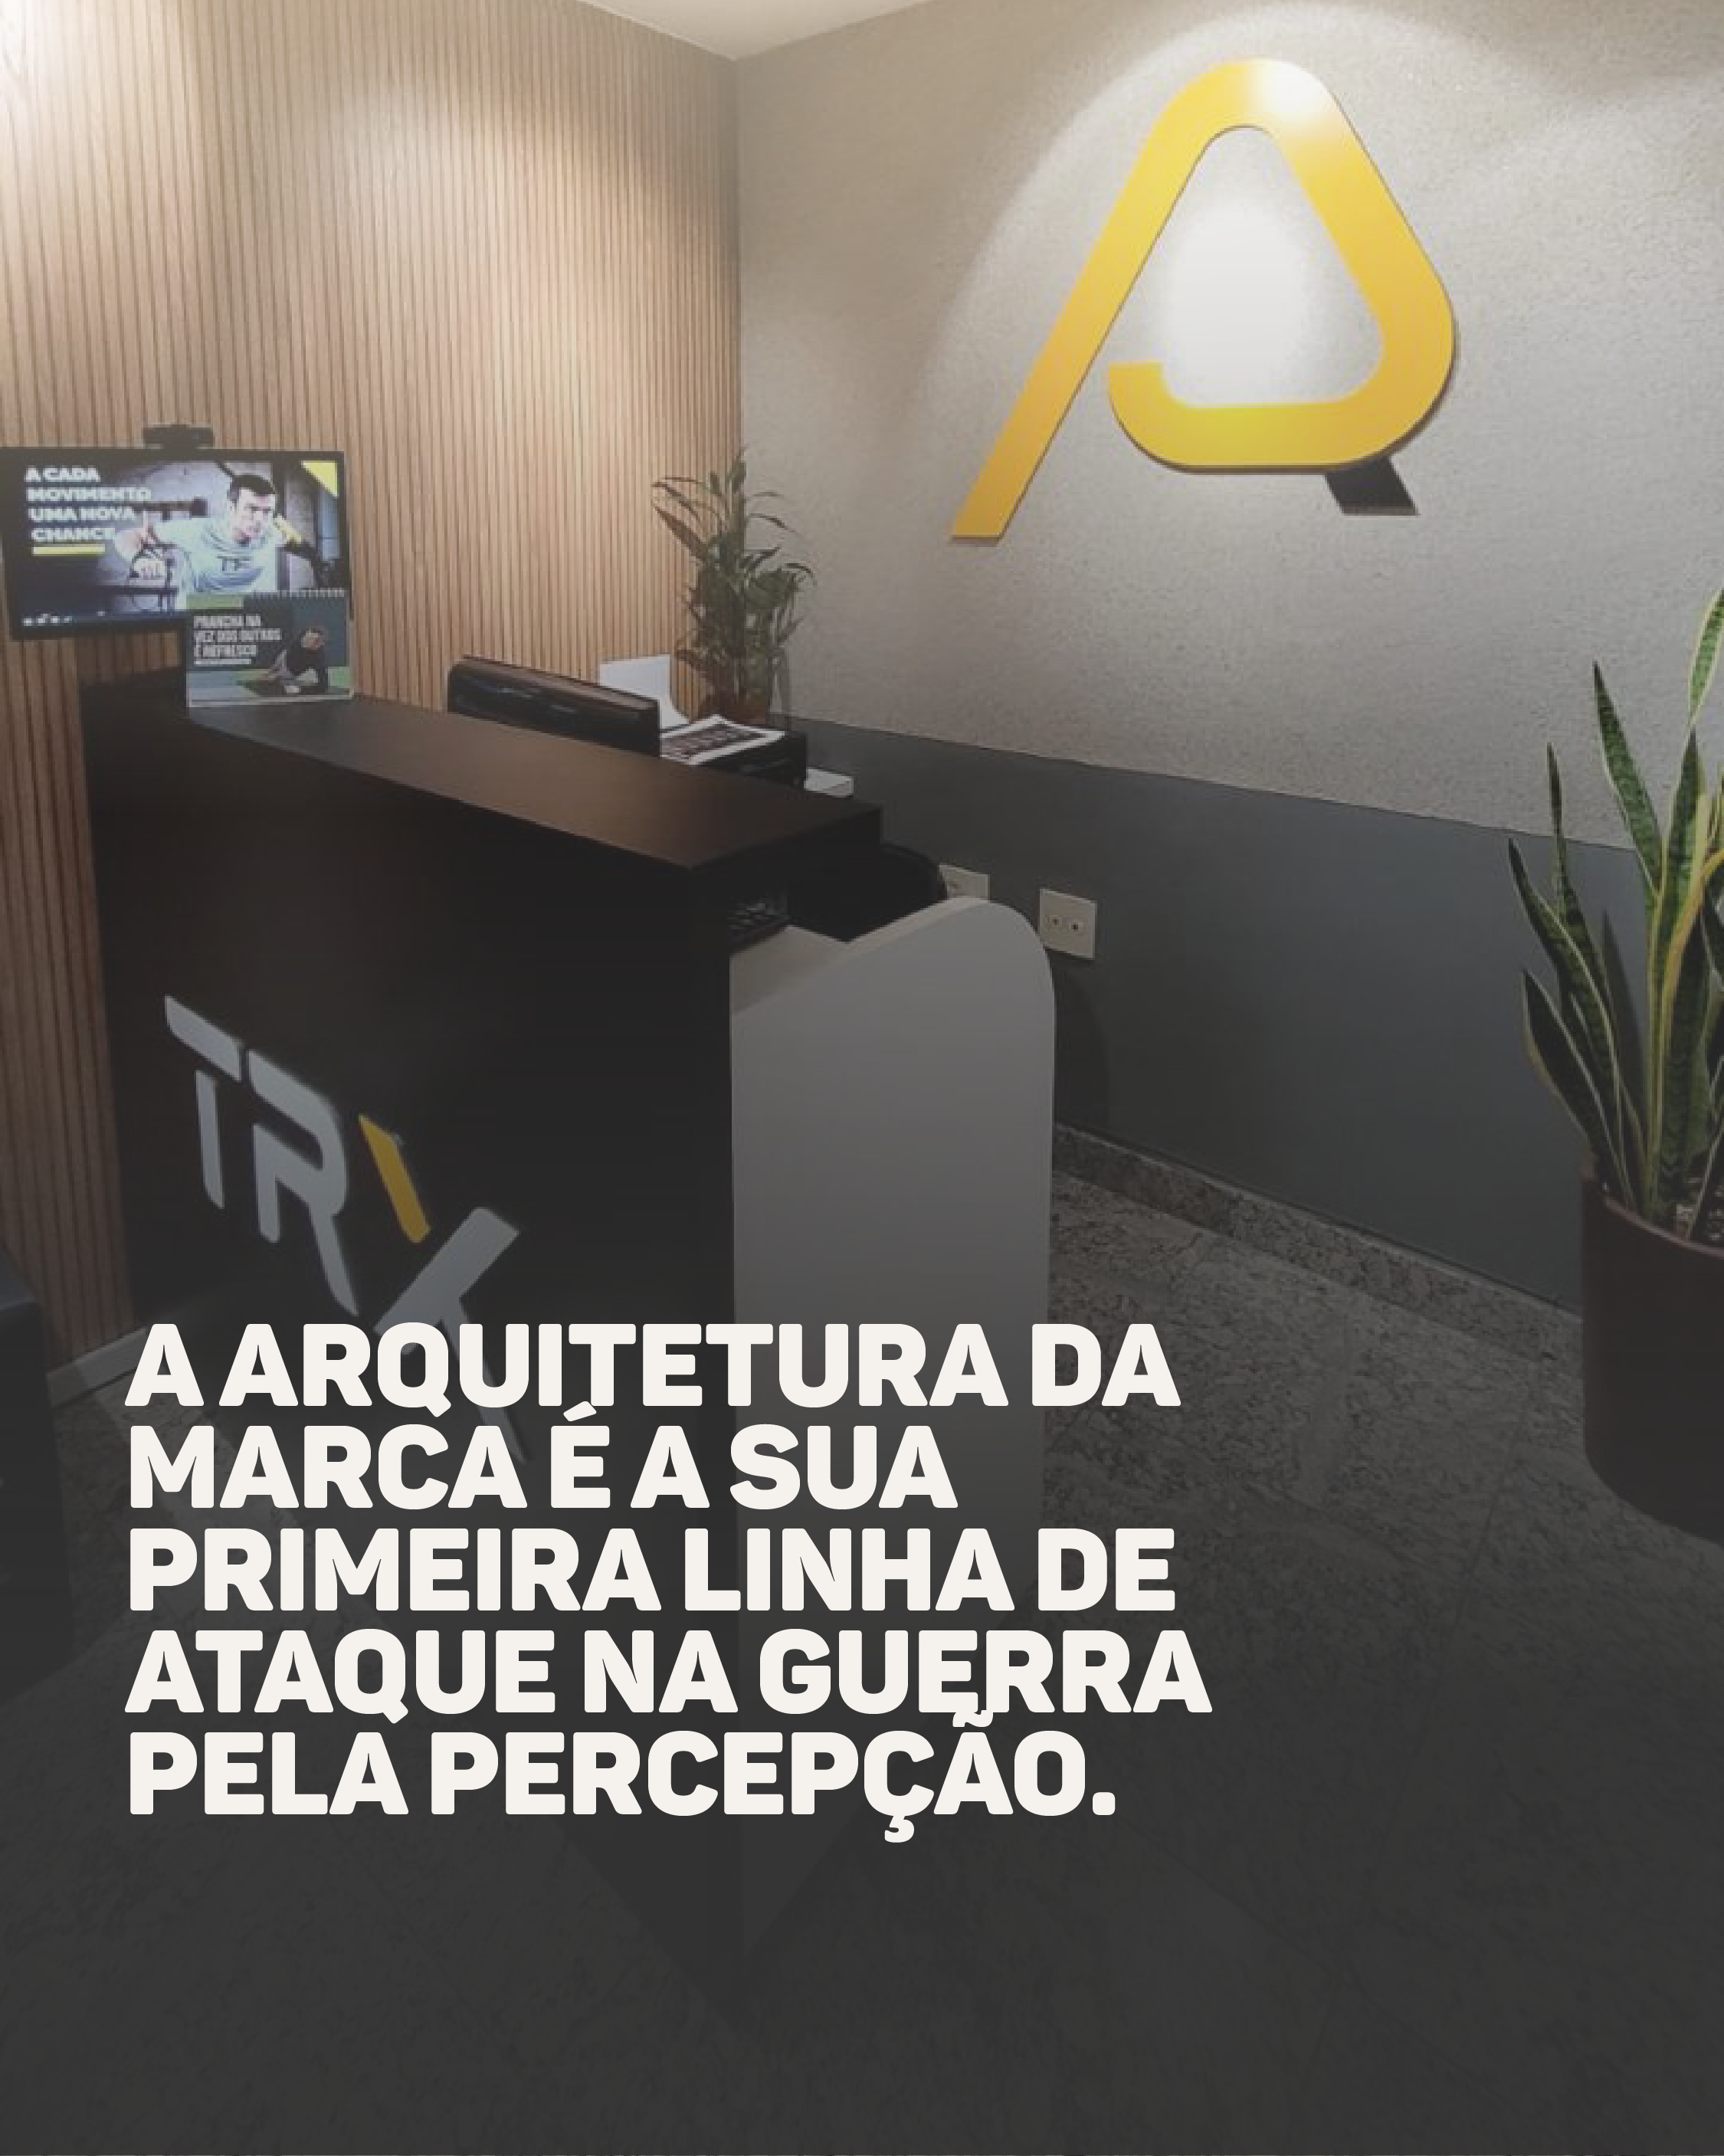 A CADA
MOVIMENTO
UMA NOVA
CHANCE
PRANCHA NA
VEZ DOS OUTROS
É REFRESCO
TRX
A ARQUITETURA DA
MARCA É A SUA
PRIMEIRA LINHA DE
ATAQUE NA GUERRA
PELA PERCEPÇÃO.